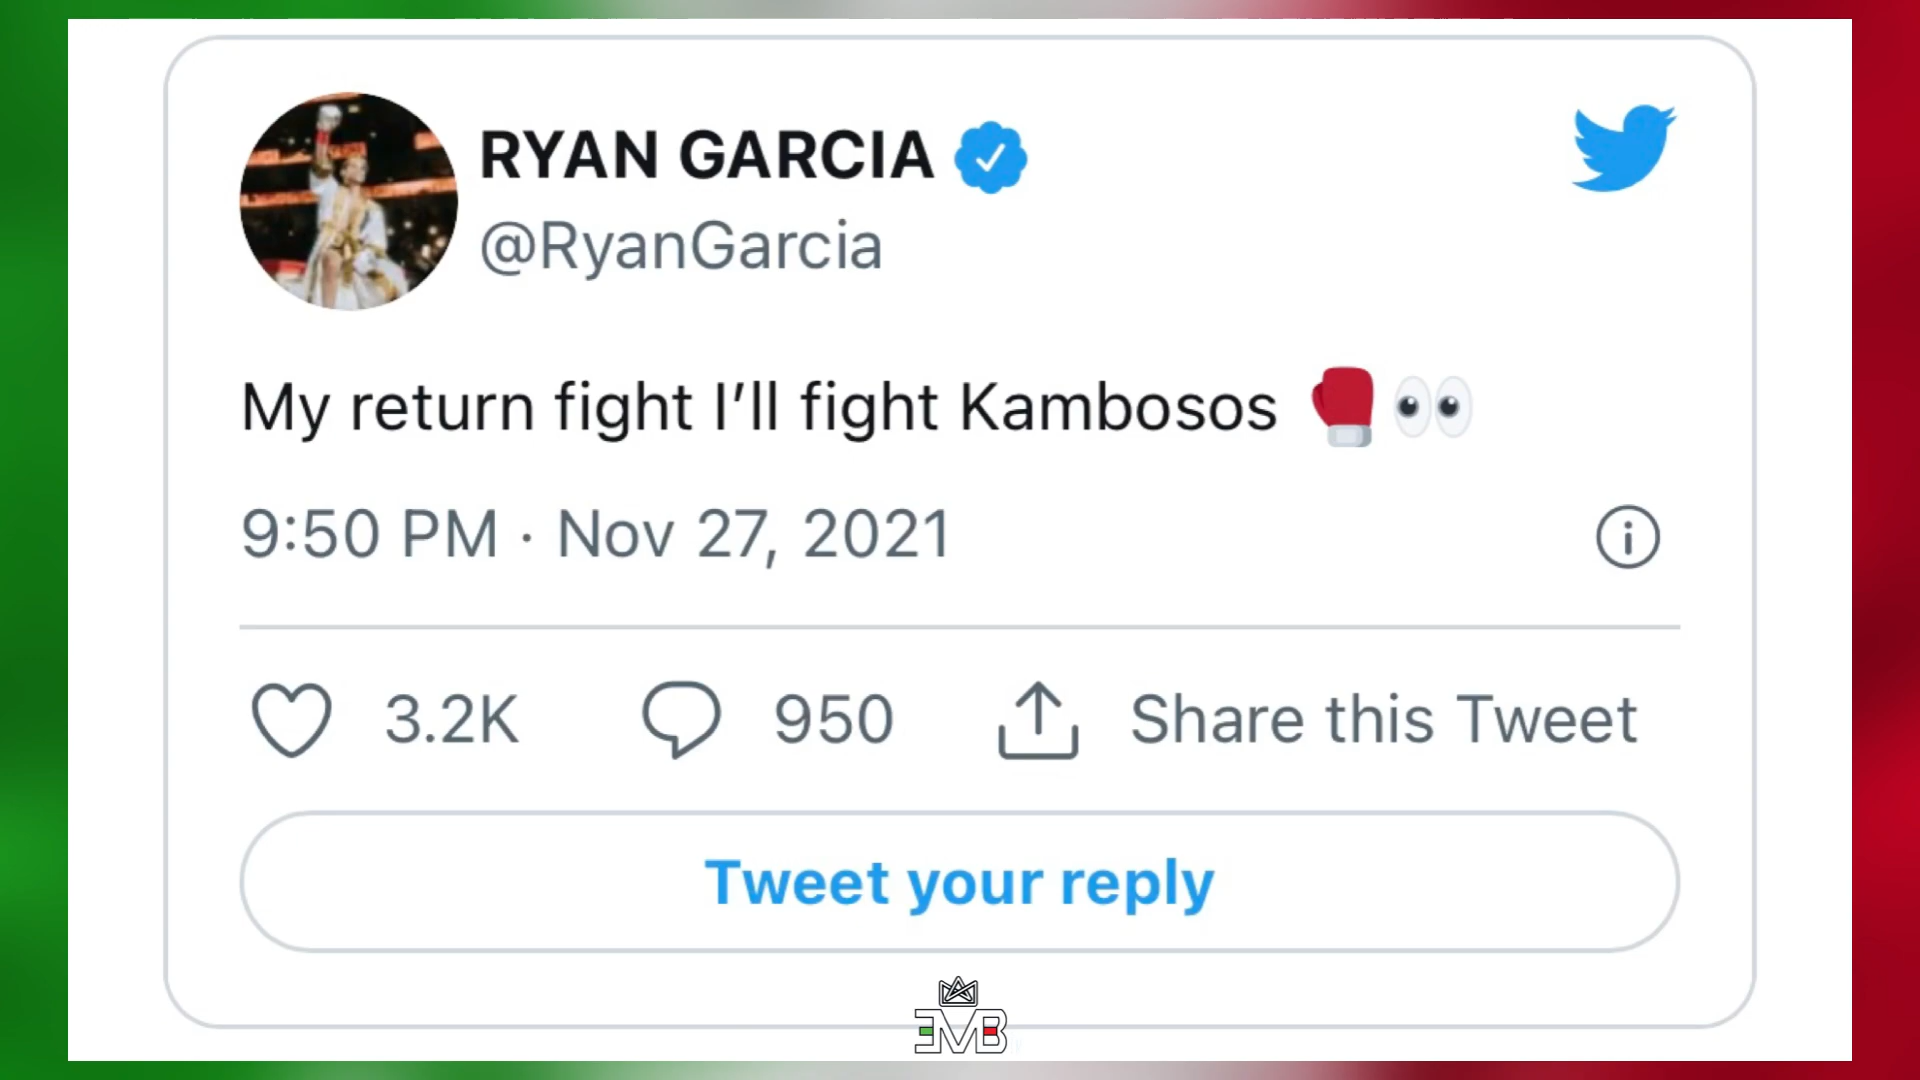 RYAN GARCIA
@RyanGarcia
My return fight I’ll fight Kambosos 🥊👀
9:50 PM · Nov 27, 2021
3.2K 950 Share this Tweet
Tweet your reply
EMB